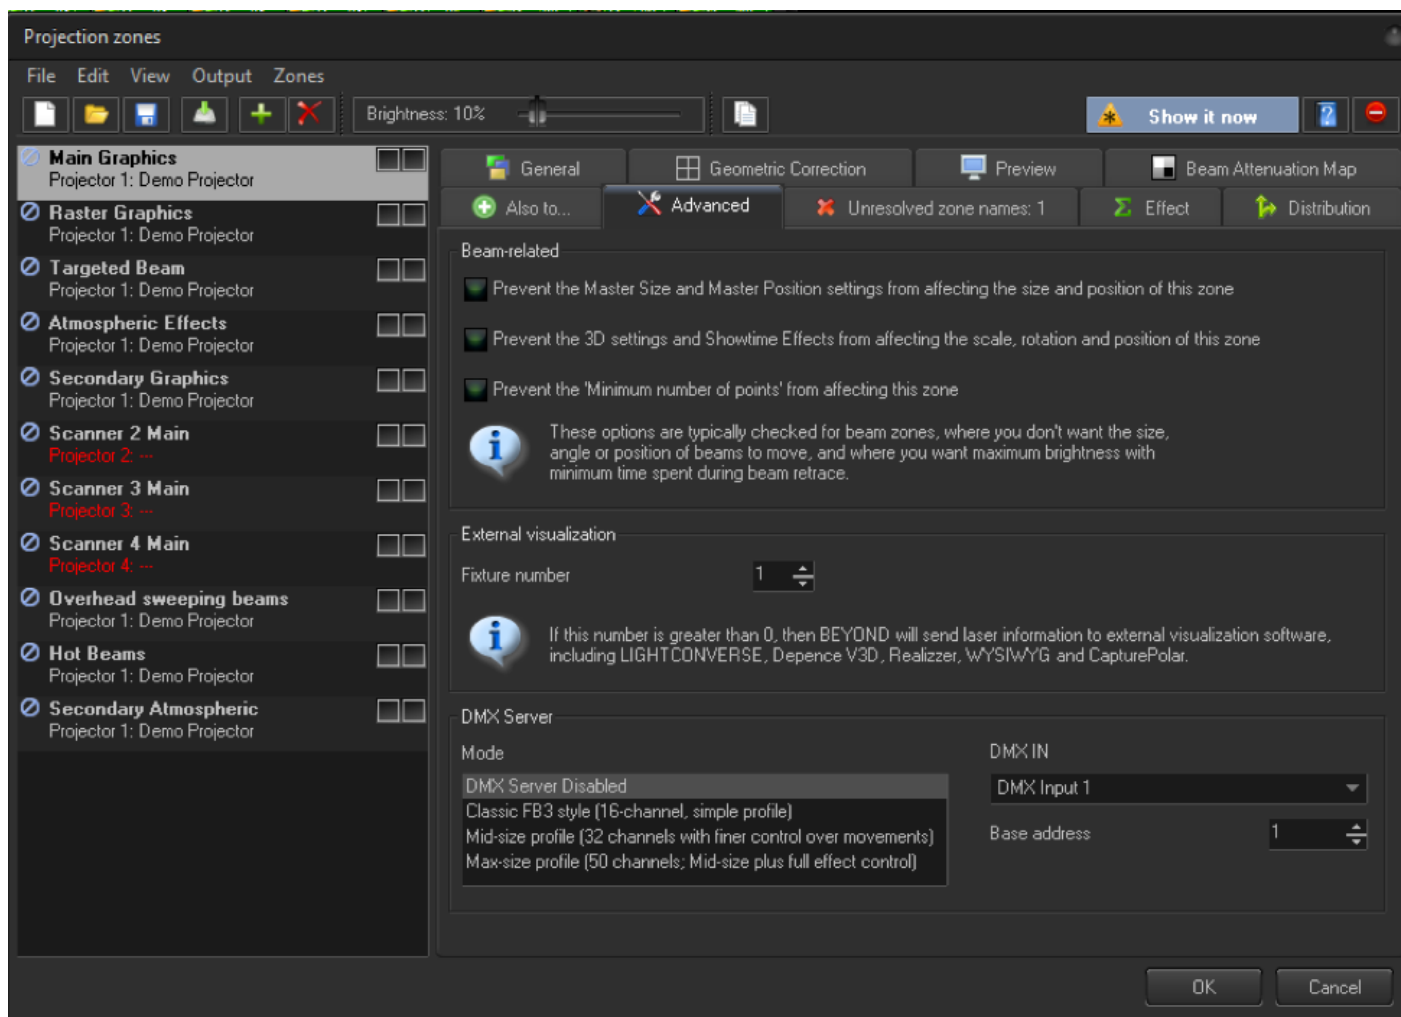 Projection zones
File Edit View Output Zones
Brightness: 10%
Show it now
Main Graphics
Projector 1: Demo Projector
Raster Graphics
Projector 1: Demo Projector
Targeted Beam
Projector 1: Demo Projector
Atmospheric Effects
Projector 1: Demo Projector
Secondary Graphics
Projector 1: Demo Projector
Scanner 2 Main
Projector 2: ---
Scanner 3 Main
Projector 3: ---
Scanner 4 Main
Projector 4: ---
Overhead sweeping beams
Projector 1: Demo Projector
Hot Beams
Projector 1: Demo Projector
Secondary Atmospheric
Projector 1: Demo Projector
General Geometric Correction Preview Beam Attenuation Map
Also to... Advanced Unresolved zone names: 1 Effect Distribution
Beam-related
Prevent the Master Size and Master Position settings from affecting the size and position of this zone
Prevent the 3D settings and Showtime Effects from affecting the scale, rotation and position of this zone
Prevent the 'Minimum number of points' from affecting this zone
These options are typically checked for beam zones, where you don't want the size,
angle or position of beams to move, and where you want maximum brightness with
minimum time spent during beam retrace.
External visualization
Fixture number 1
If this number is greater than 0, then BEYOND will send laser information to external visualization software,
including LIGHTCONVERSE, Depence V3D, Realizzer, WYSIWYG and CapturePolar.
DMX Server
Mode
DMX Server Disabled
Classic FB3 style (16-channel, simple profile)
Mid-size profile (32 channels with finer control over movements)
Max-size profile (50 channels; Mid-size plus full effect control)
DMX IN
DMX Input 1
Base address 1
OK Cancel